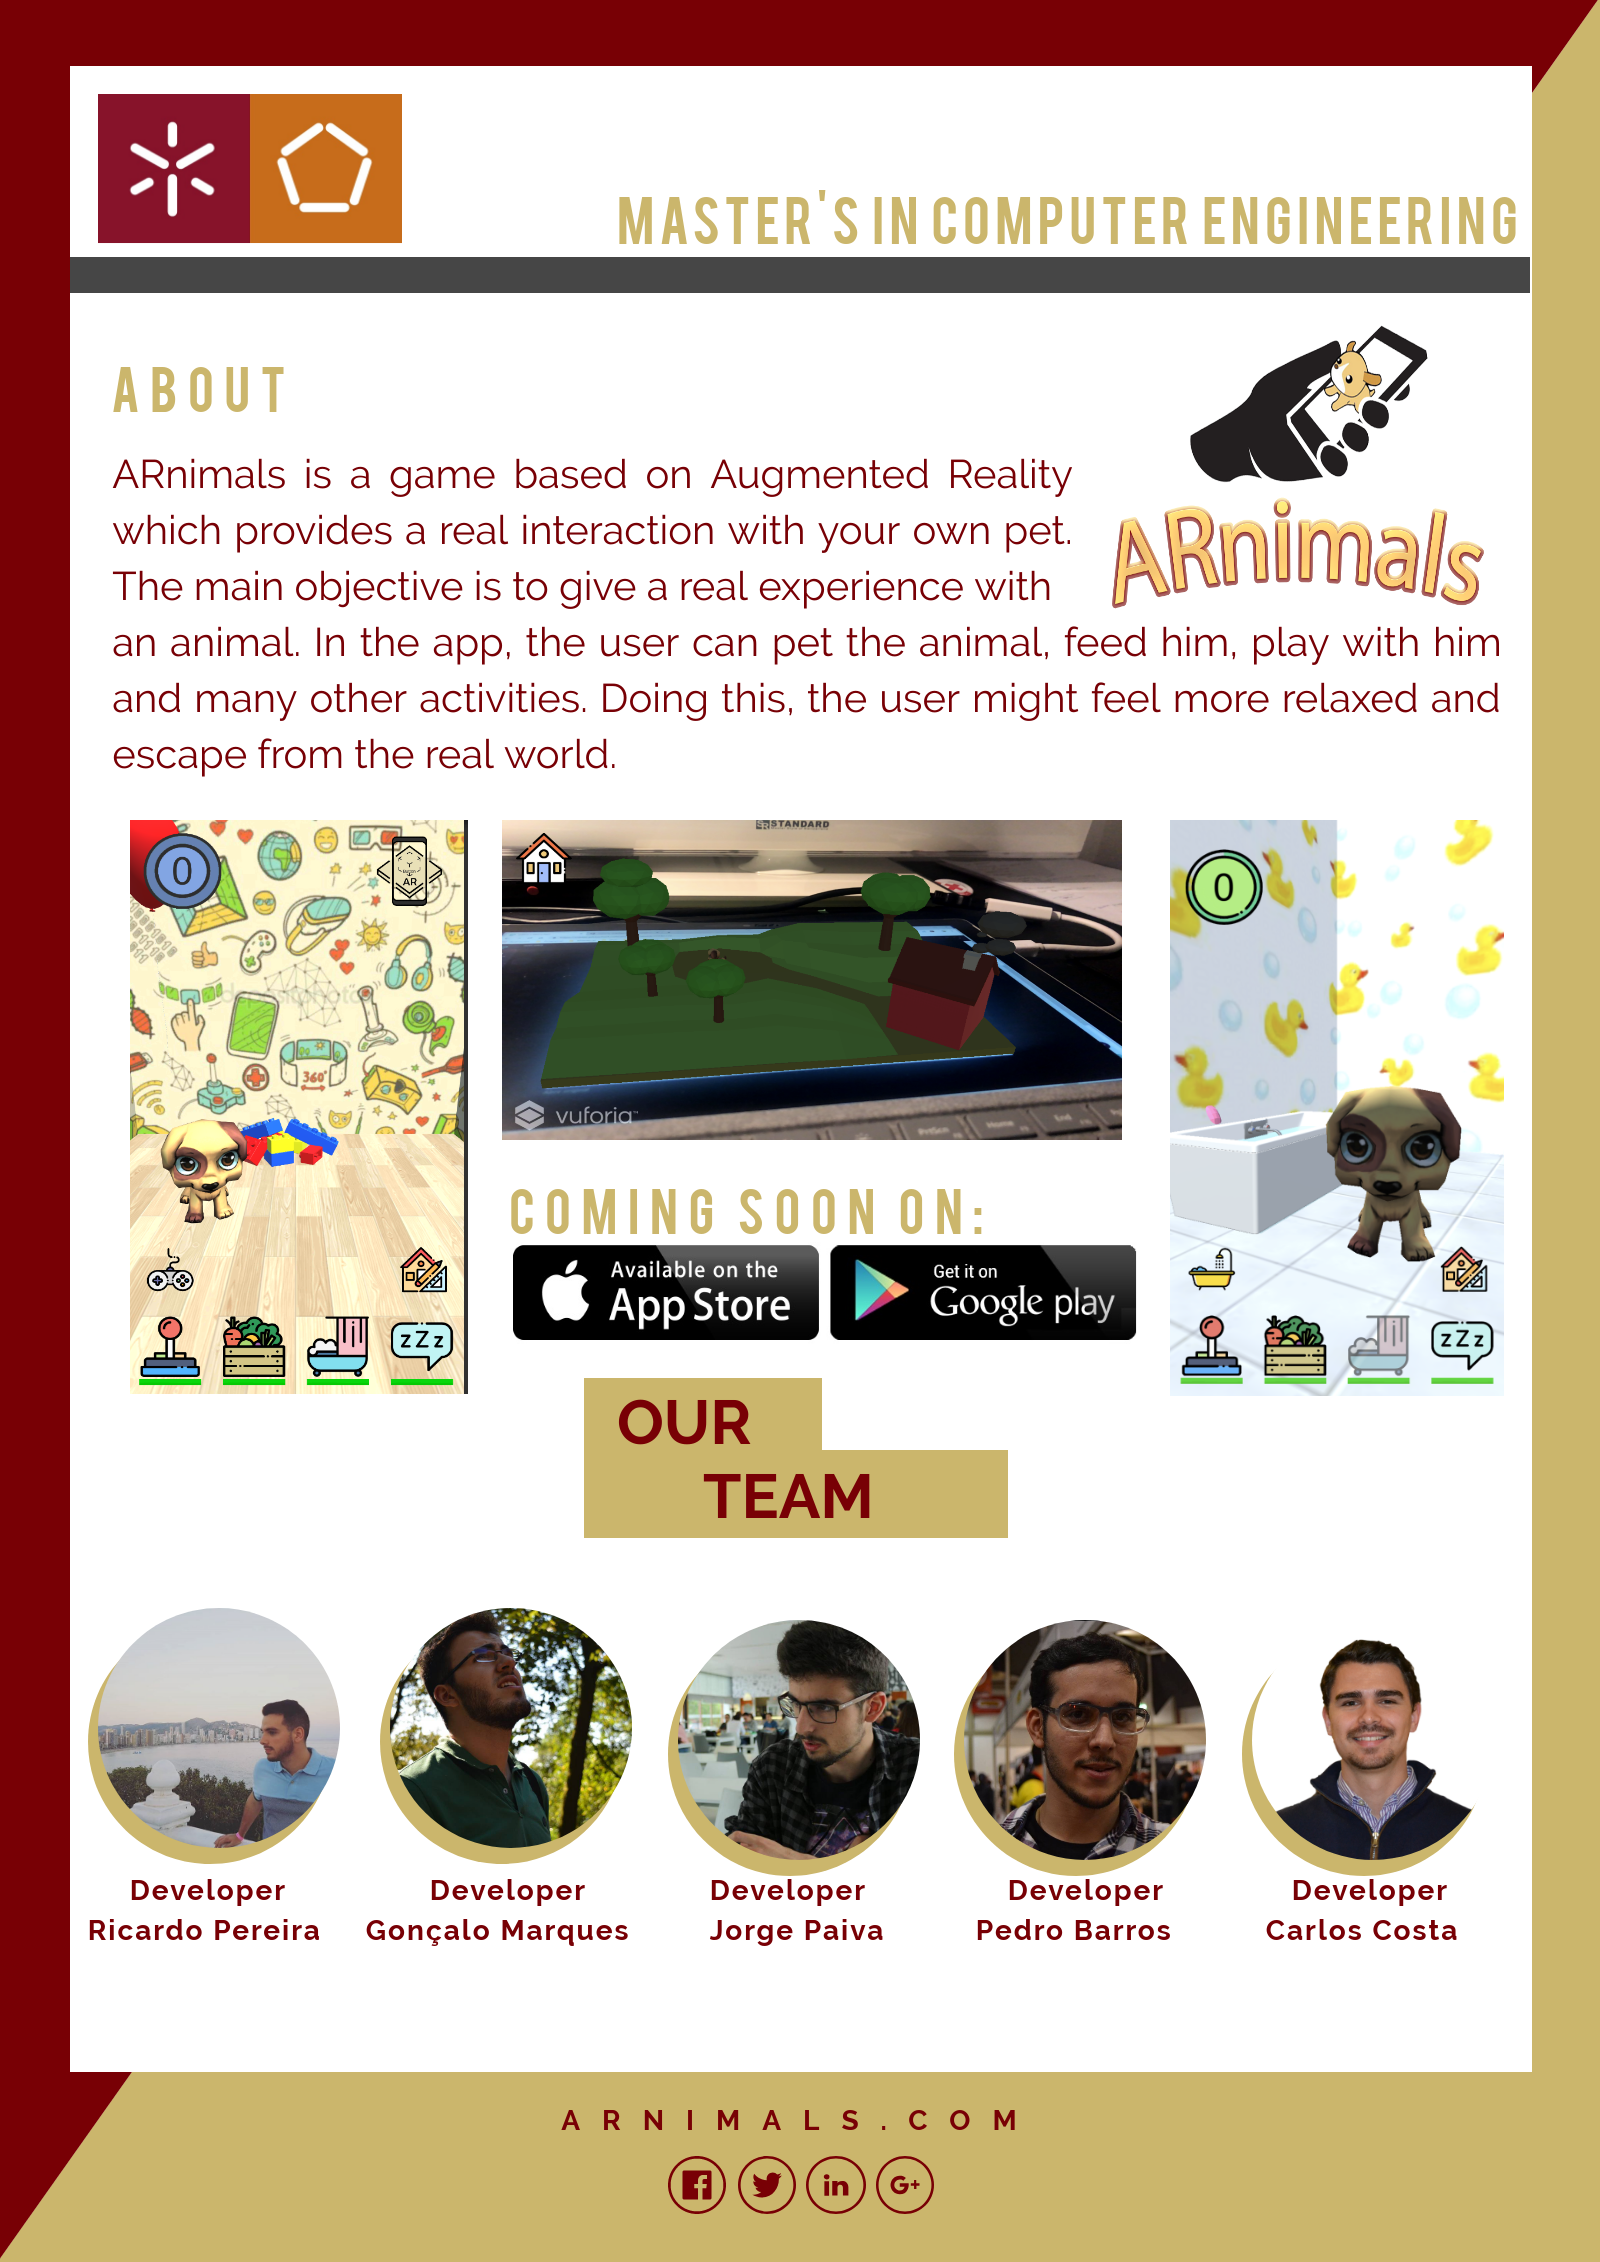 MASTER'S IN COMPUTER ENGINEERING
ABOUT
ARnimals is a game based on Augmented Reality
which provides a real interaction with your own pet.
The main objective is to give a real experience with
an animal. In the app, the user can pet the animal, feed him, play with him
and many other activities. Doing this, the user might feel more relaxed and
escape from the real world.
ARnimals
0
AR
depositphotos
360°
zZz
STANDARD
vuforia
PrtScn
Home
End
0
zZz
COMING SOON ON:
Available on the
App Store
Get it on
Google play
OUR
TEAM
Developer
Ricardo Pereira
Developer
Gonçalo Marques
Developer
Jorge Paiva
Developer
Pedro Barros
Developer
Carlos Costa
ARNIMALS.COM
in
G+